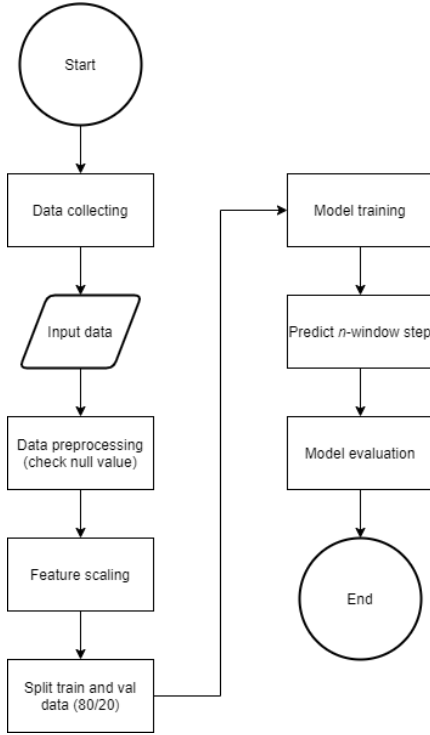 Start
Data collecting
Input data
Data preprocessing
(check null value)
Feature scaling
Split train and val
data (80/20)
Model training
Predict n-window step
Model evaluation
End